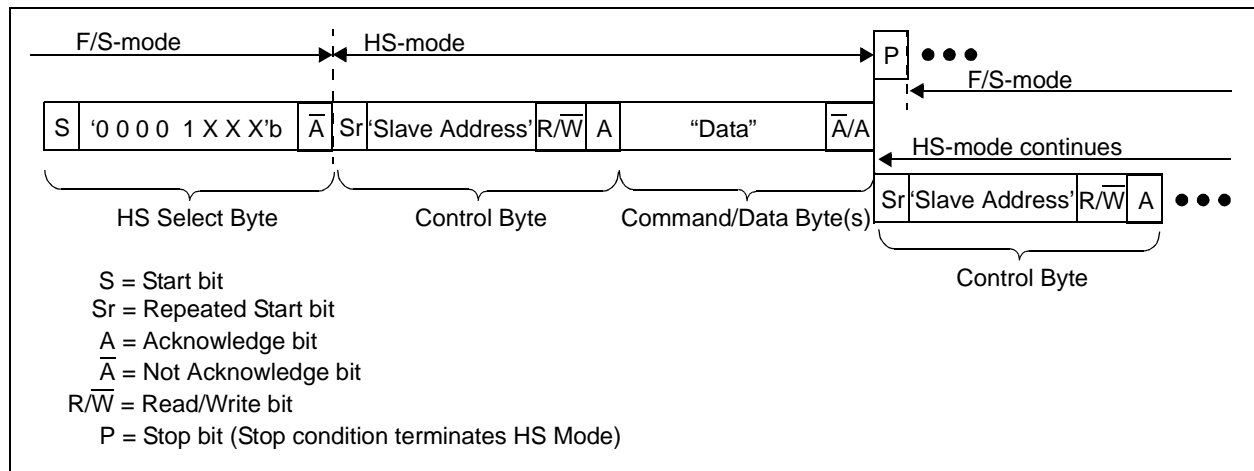 F/S-mode HS-mode
P
F/S-mode
S '0 0 0 0 1 X X X'b A̅ Sr 'Slave Address' R/W̅ A "Data" A̅/A
HS-mode continues
Sr 'Slave Address' R/W̅ A
HS Select Byte Control Byte Command/Data Byte(s)
Control Byte
S = Start bit
Sr = Repeated Start bit
A = Acknowledge bit
A̅ = Not Acknowledge bit
R/W̅ = Read/Write bit
P = Stop bit (Stop condition terminates HS Mode)